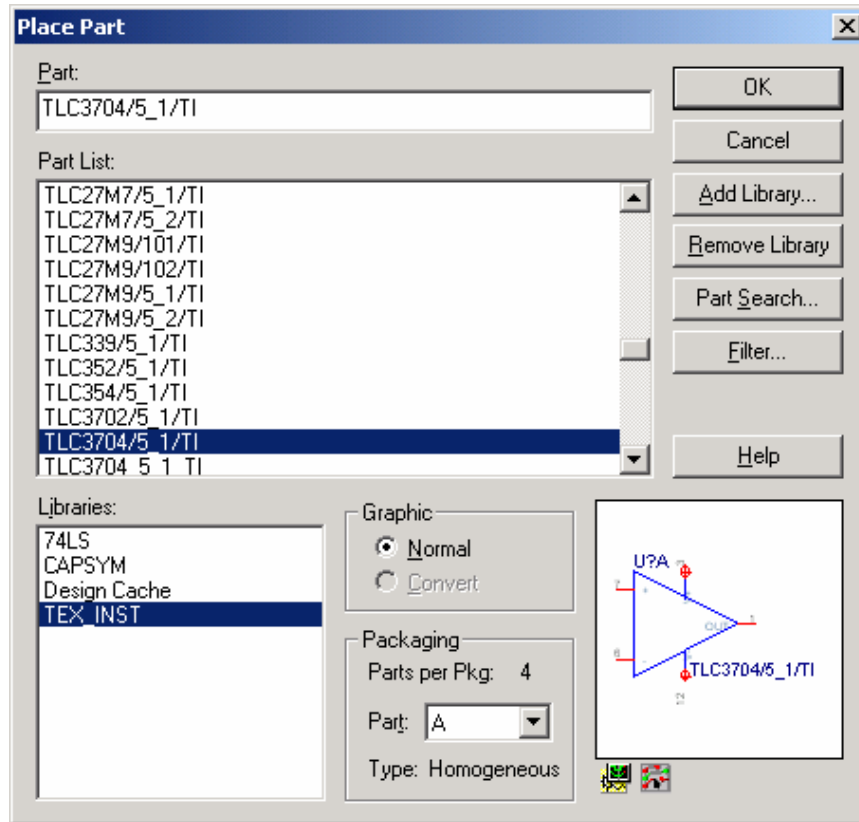 Place Part
Part:
TLC3704/5_1/TI
OK
Cancel
Part List:
TLC27M7/5_1/TI
TLC27M7/5_2/TI
TLC27M9/101/TI
TLC27M9/102/TI
TLC27M9/5_1/TI
TLC27M9/5_2/TI
TLC339/5_1/TI
TLC352/5_1/TI
TLC354/5_1/TI
TLC3702/5_1/TI
TLC3704/5_1/TI
TLC3704_5_1_TI
Add Library...
Remove Library
Part Search...
Filter...
Help
Libraries:
74LS
CAPSYM
Design Cache
TEX_INST
Graphic
Normal
Convert
Packaging
Parts per Pkg: 4
Part: A
Type: Homogeneous
U?A
3
7
+
OUT
1
6
-
TLC3704/5_1/TI
12